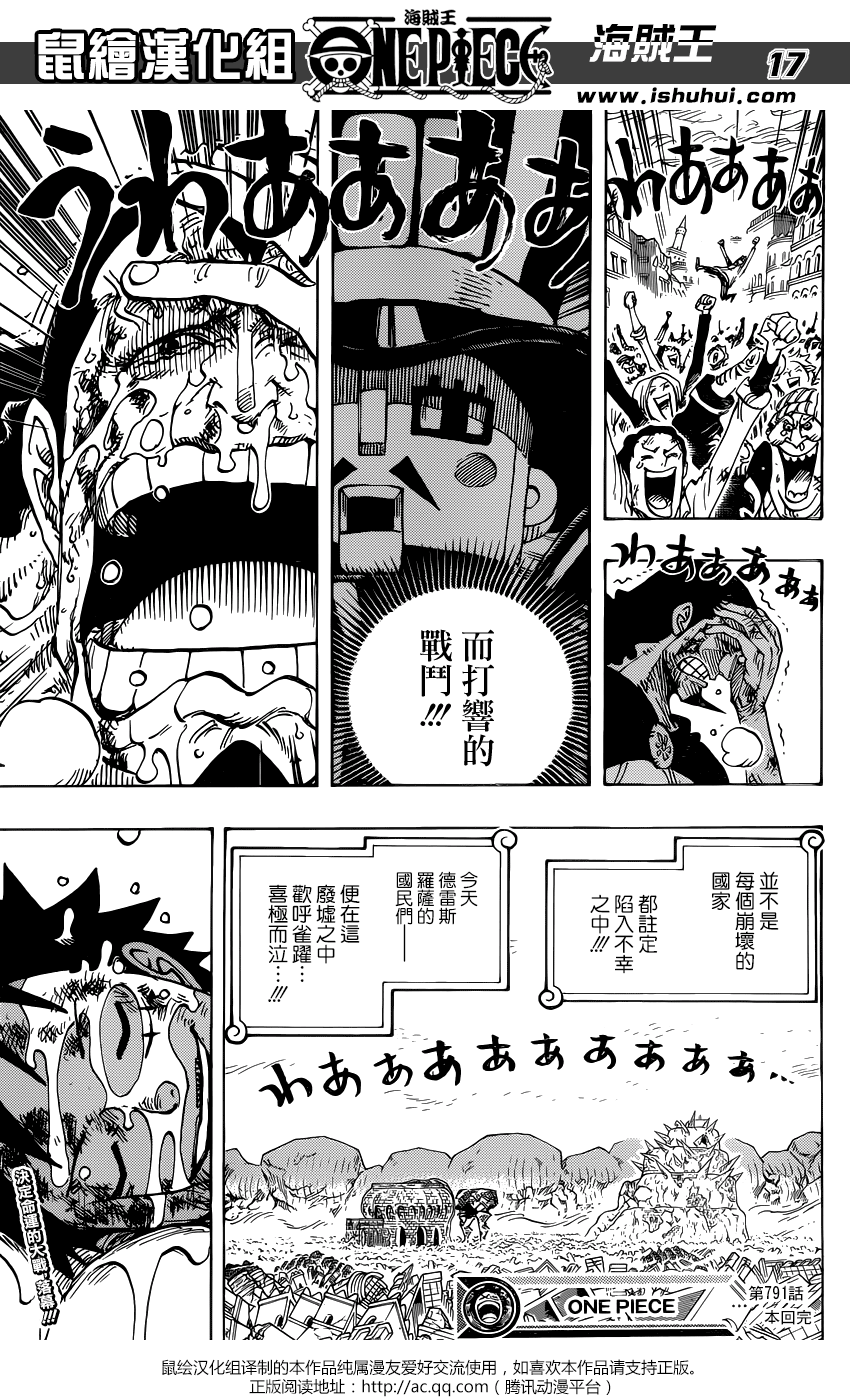 鼠繪漢化組
海賊王
ONE PIECE
海賊王
17
www.ishuhui.com
わあああぁ
うわああああぁ
而打響的
戰鬥!!!
わあああぁぁぁ
並不是
每個崩壞的
國家
都註定
陷入不幸
之中!!!
今天
德雷斯
羅薩的
國民們——
便在這
廢墟之中
歡呼雀躍…
喜極而泣…!!!
わぁぁぁぁぁぁぁぁぁ…
決定命運的大戰，落幕!!!
ONE PIECE
第791話
……本回完
鼠绘汉化组译制的本作品纯属漫友爱好交流使用，如喜欢本作品请支持正版。
正版阅读地址：http://ac.qq.com（腾讯动漫平台）